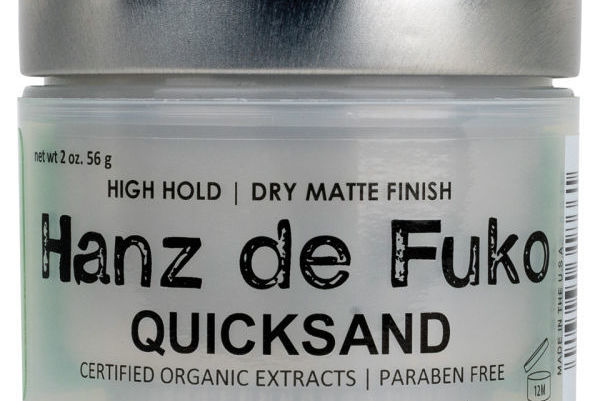 net wt 2 oz. 56 g
HIGH HOLD | DRY MATTE FINISH
Hanz de Fuko
QUICKSAND
CERTIFIED ORGANIC EXTRACTS | PARABEN FREE
MADE IN THE U.S.A
12M